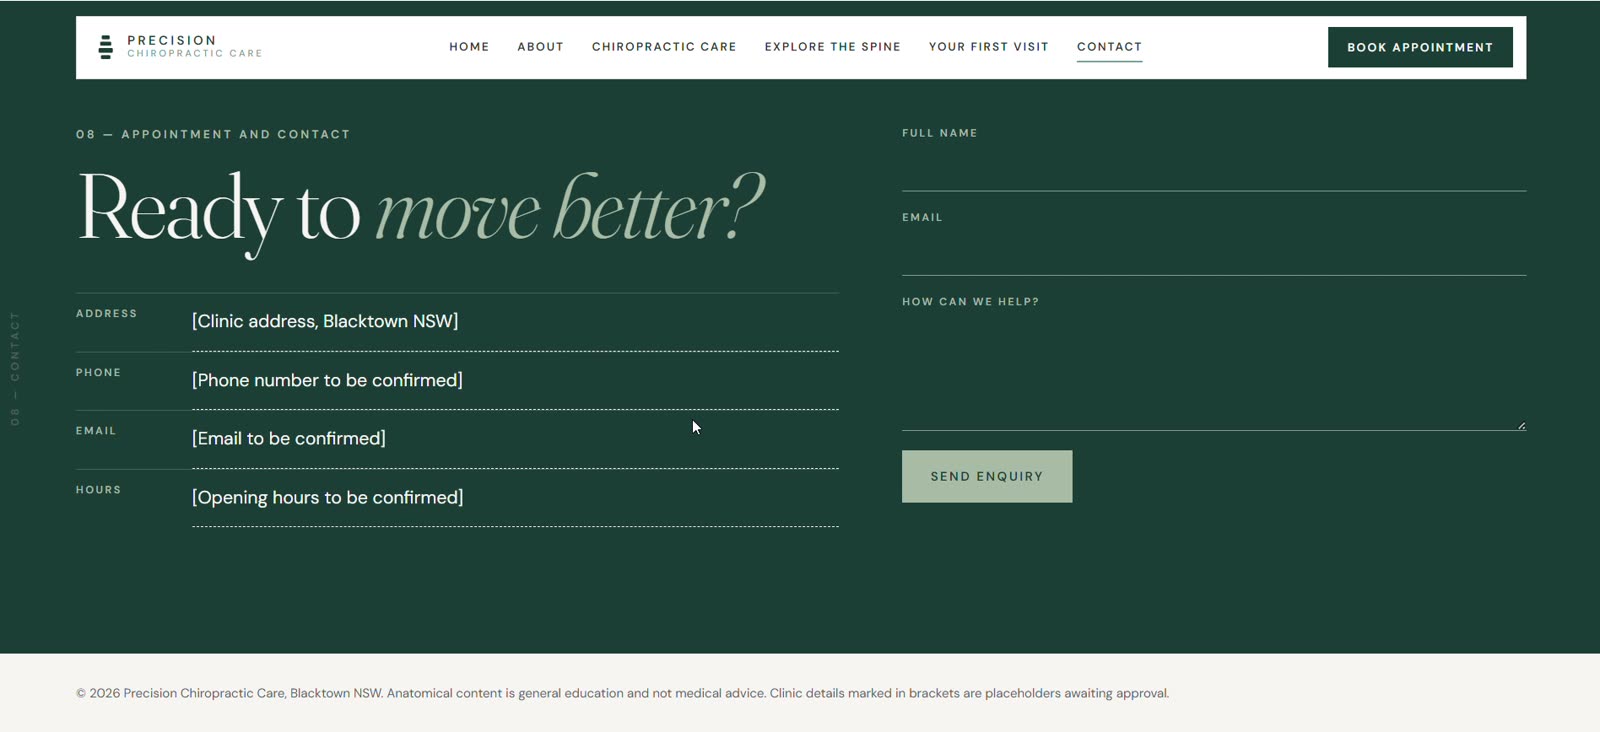 PRECISION
CHIROPRACTIC CARE
HOME ABOUT CHIROPRACTIC CARE EXPLORE THE SPINE YOUR FIRST VISIT CONTACT
BOOK APPOINTMENT
08 — CONTACT
08 — APPOINTMENT AND CONTACT
Ready to move better?
ADDRESS
[Clinic address, Blacktown NSW]
PHONE
[Phone number to be confirmed]
EMAIL
[Email to be confirmed]
HOURS
[Opening hours to be confirmed]
FULL NAME
EMAIL
HOW CAN WE HELP?
SEND ENQUIRY
© 2026 Precision Chiropractic Care, Blacktown NSW. Anatomical content is general education and not medical advice. Clinic details marked in brackets are placeholders awaiting approval.